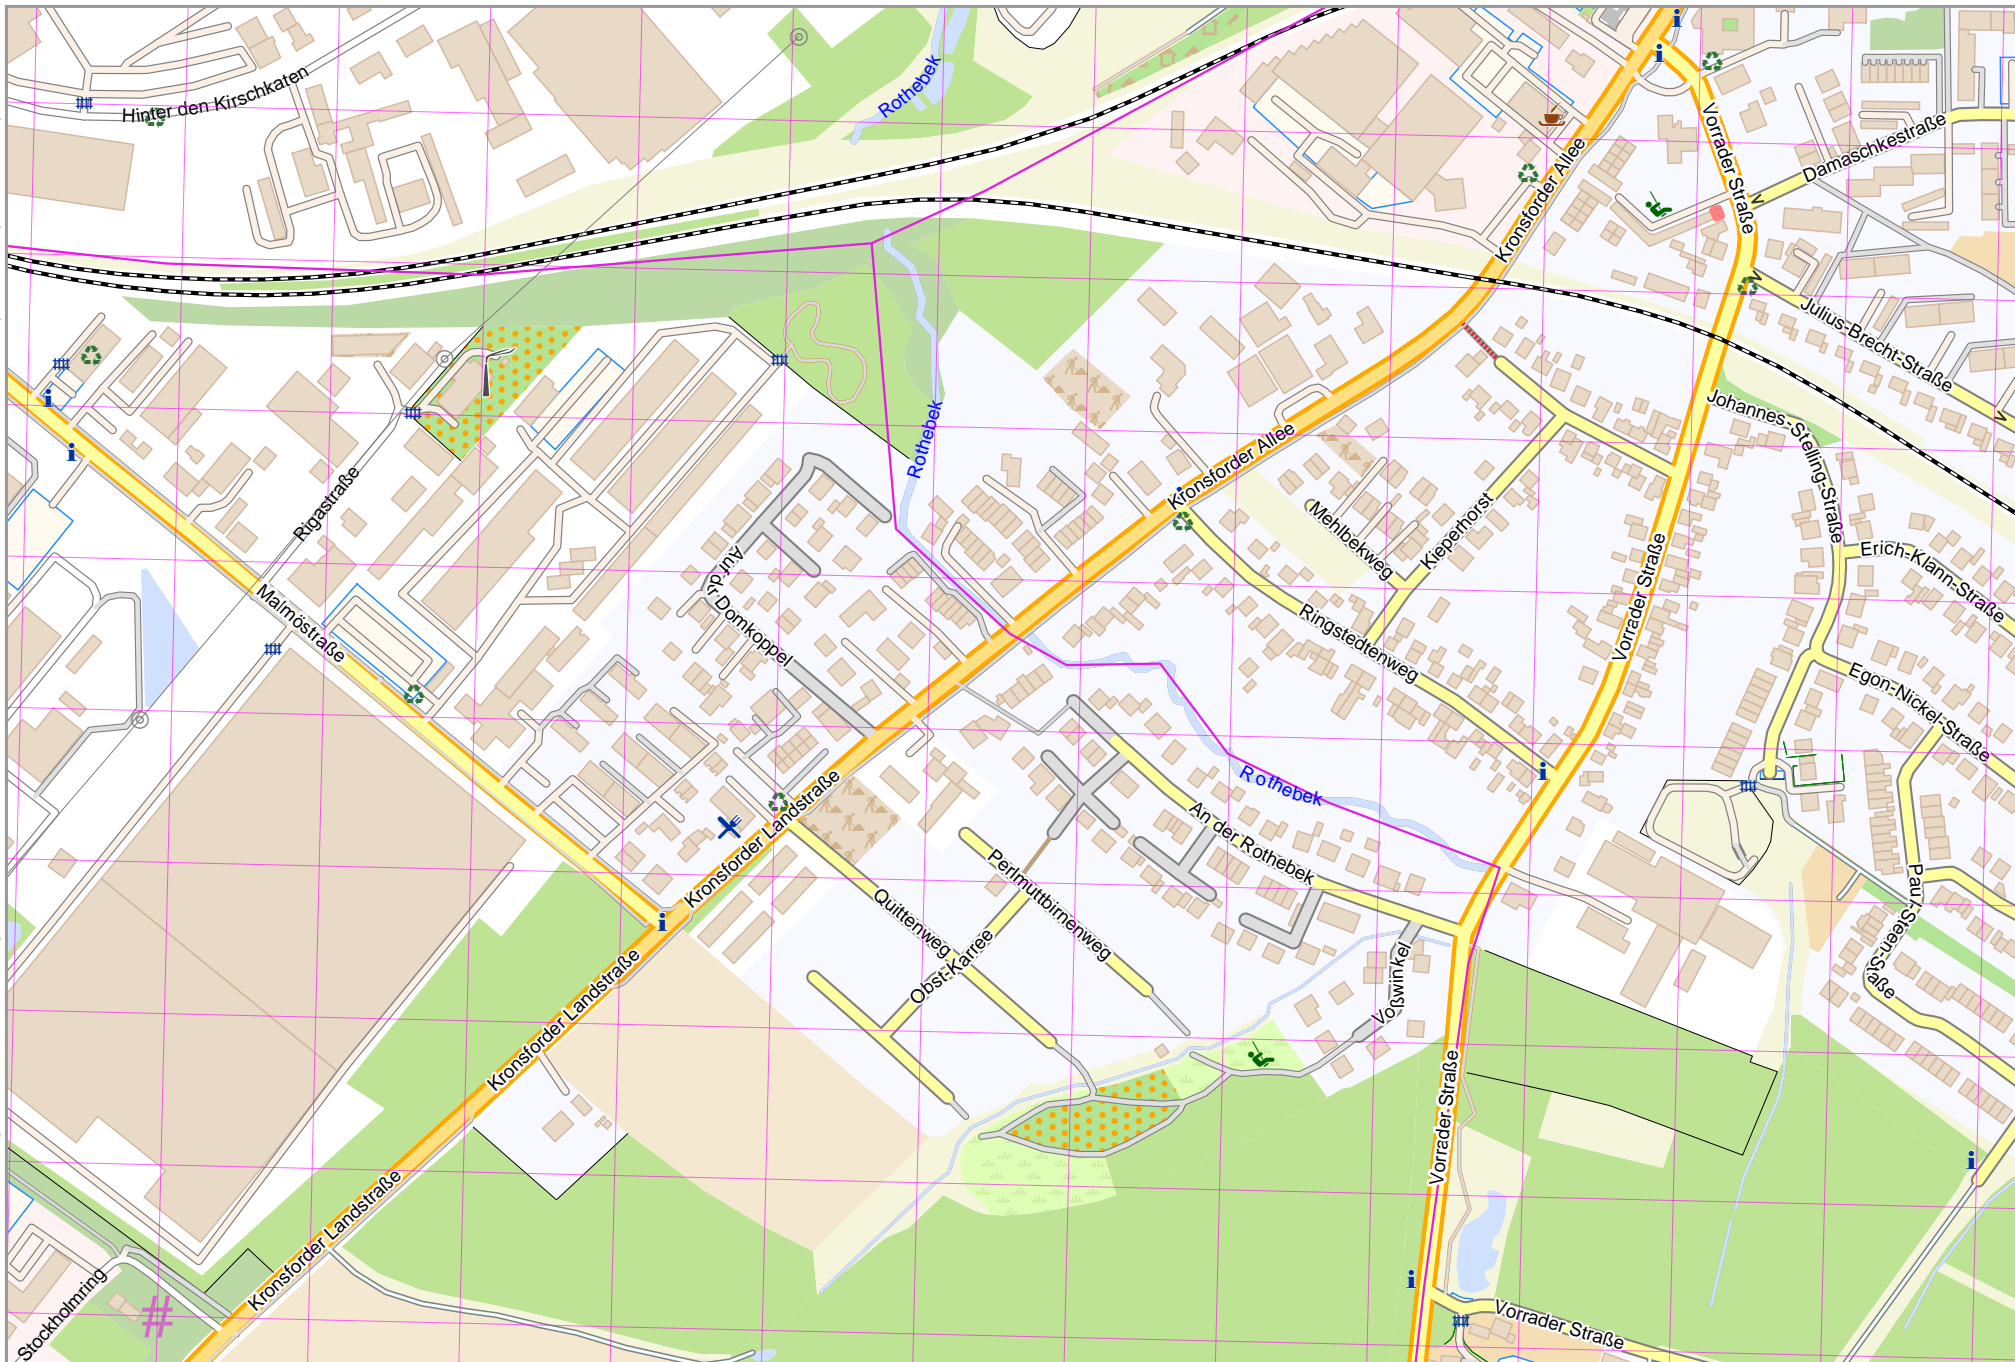 Hinter den Kirschkaten
Rothebek
Vorrader Straße
Damaschkestraße
Kronsforder Allee
Julius-Brecht-Straße
Johannes-Stelling-Straße
Rothebek
Kronsforder Allee
Rigastraße
Mehlbekweg
Kieperhorst
Erich-Klann-Straße
Auf der Domkoppel
Malmöstraße
Ringstedtenweg
Vorrader Straße
Egon-Nickel-Straße
Rothebek
Kronsforder Landstraße
An der Rothebek
Perlmuttbirnenweg
Quittenweg
Paul-Steen-Staße
Obst-Karree
Voßwinkel
Kronsforder Landstraße
Vorrader Straße
Kronsforder Landstraße
Stockholmring
Vorrader Straße